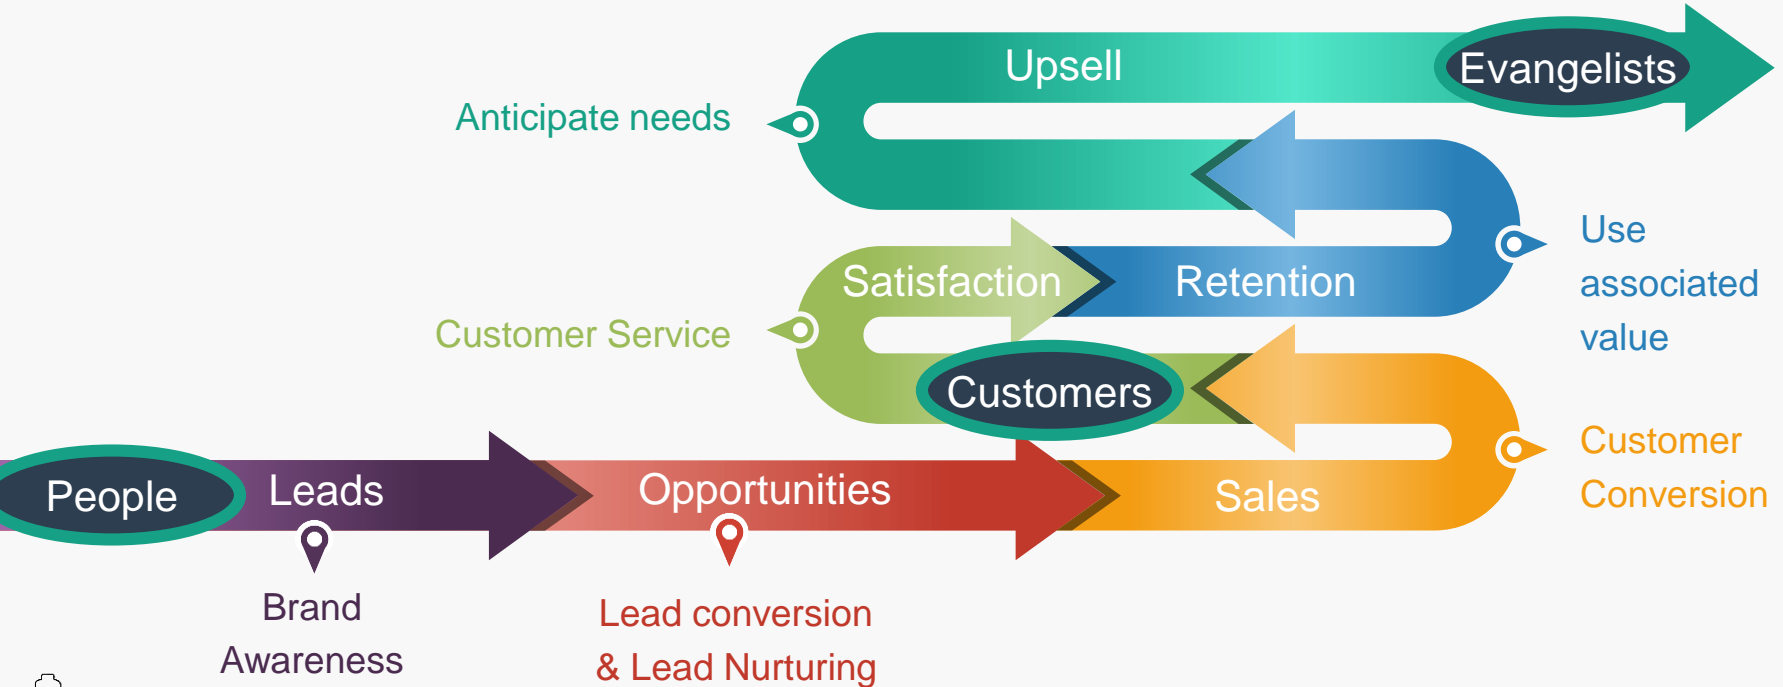 Upsell
Evangelists
Anticipate needs
Use
associated
value
Satisfaction
Retention
Customer Service
Customers
Customer
Conversion
People
Leads
Opportunities
Sales
Brand
Awareness
Lead conversion
& Lead Nurturing